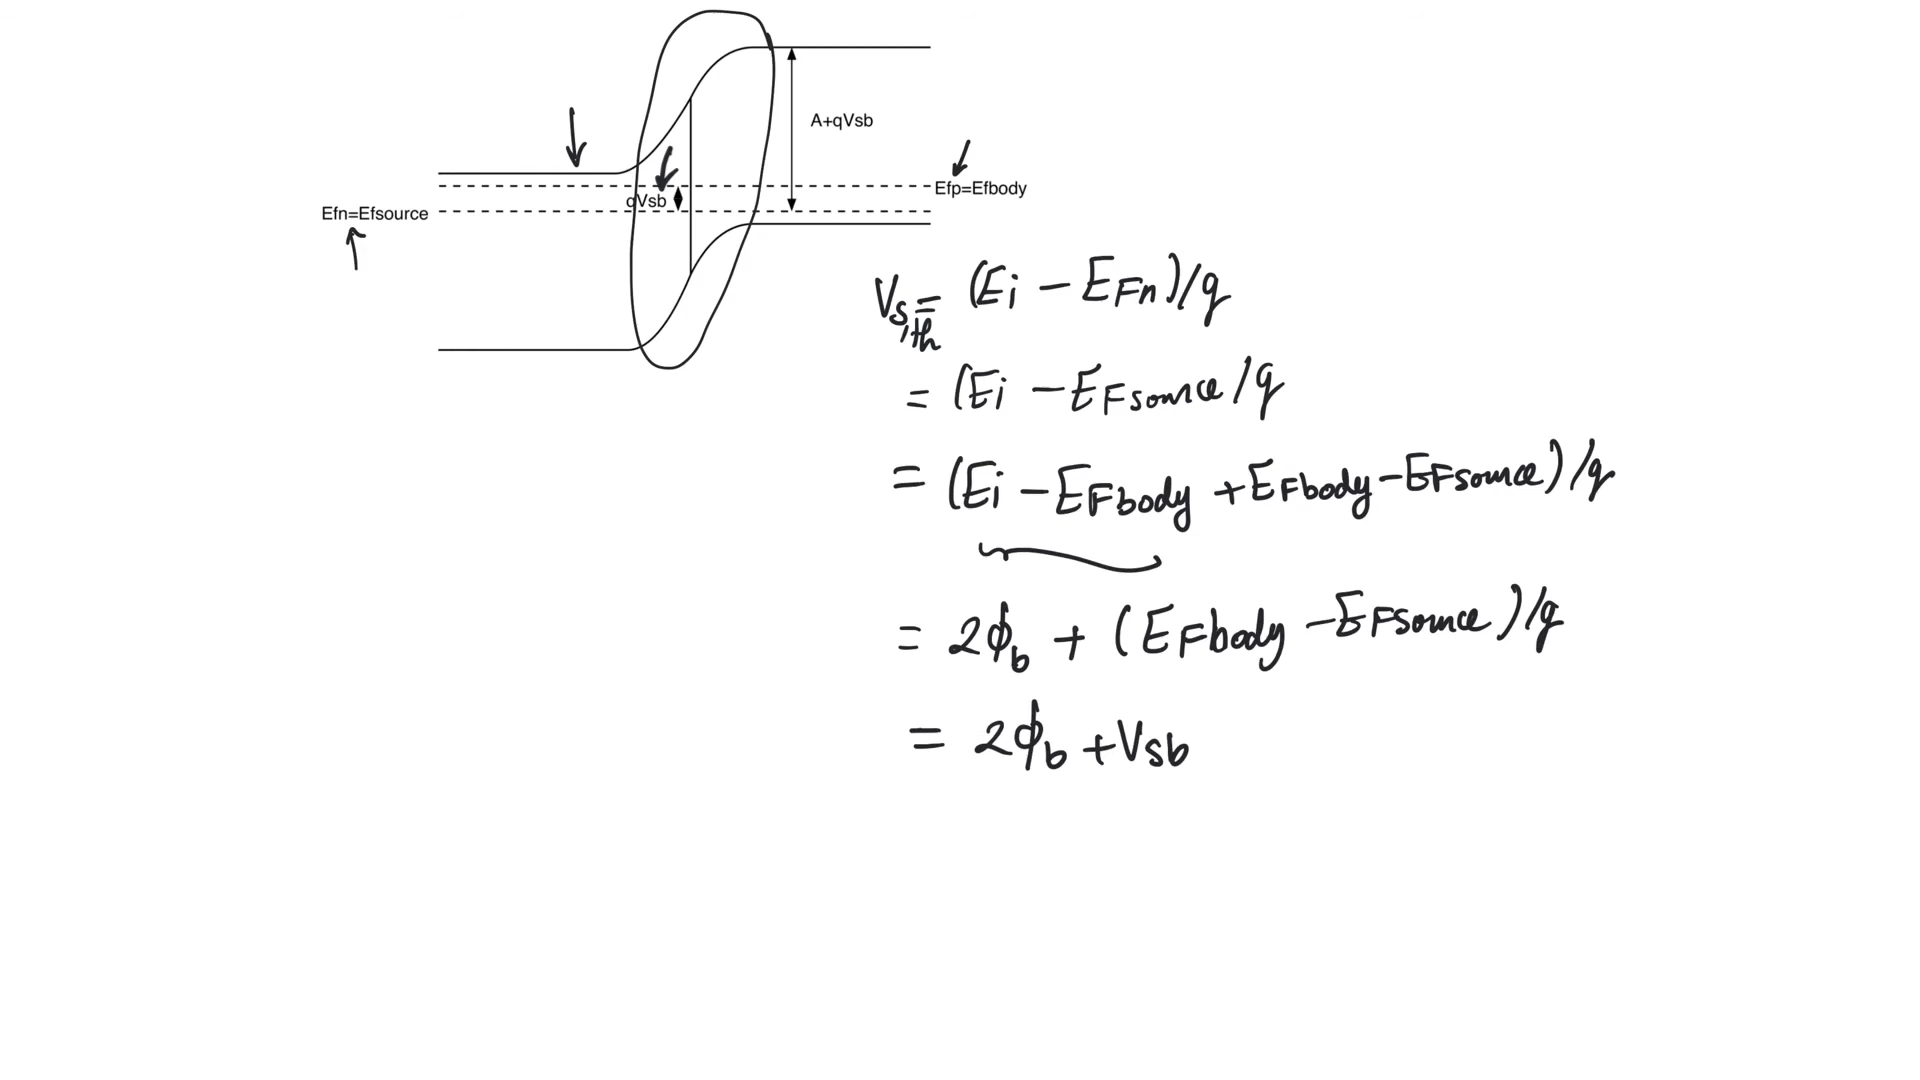 A+qVsb
Efp=Efbody
qVsb
Efn=Efsource
Vs,th = (Ei - EFn)/q
= (Ei - EFsource/q
= (Ei - EFbody + EFbody - EFsource)/q
= 2ϕb + (EFbody - EFsource)/q
= 2ϕb + Vsb